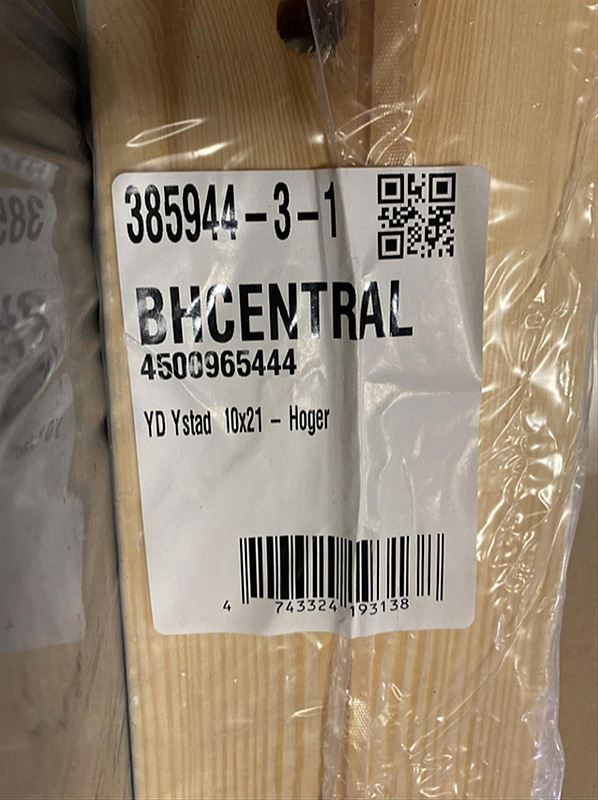 385944-3-1
BHCENTRAL
4500965444
YD Ystad 10x21 - Hoger
4 743324 193138